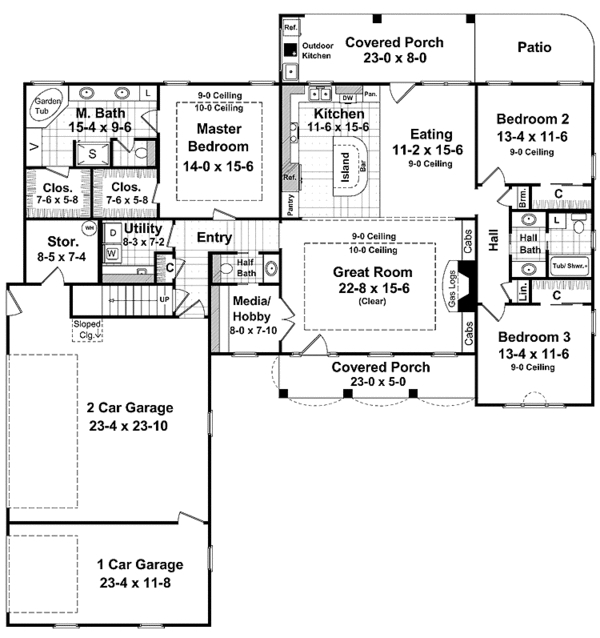 Ref.
Outdoor
Kitchen
Covered Porch
23-0 x 8-0
Patio
Garden
Tub
L
M. Bath
15-4 x 9-6
V
S
9-0 Ceiling
10-0 Ceiling
Master
Bedroom
14-0 x 15-6
DW
Pan.
Kitchen
11-6 x 15-6
Island
Bar
Ref.
Pantry
Eating
11-2 x 15-6
9-0 Ceiling
Bedroom 2
13-4 x 11-6
9-0 Ceiling
Clos.
7-6 x 5-8
Clos.
7-6 x 5-8
Brm.
C
Stor.
8-5 x 7-4
WH
Utility
8-3 x 7-2
D
W
C
Entry
Half
Bath
9-0 Ceiling
10-0 Ceiling
Great Room
22-8 x 15-6
(Clear)
Cabs
Gas Logs
Cabs
Hall
L
Hall
Bath
Tub/ Shwr.
Lin.
C
UP
Sloped
Clg.
Media/
Hobby
8-0 x 7-10
Bedroom 3
13-4 x 11-6
9-0 Ceiling
Covered Porch
23-0 x 5-0
2 Car Garage
23-4 x 23-10
1 Car Garage
23-4 x 11-8